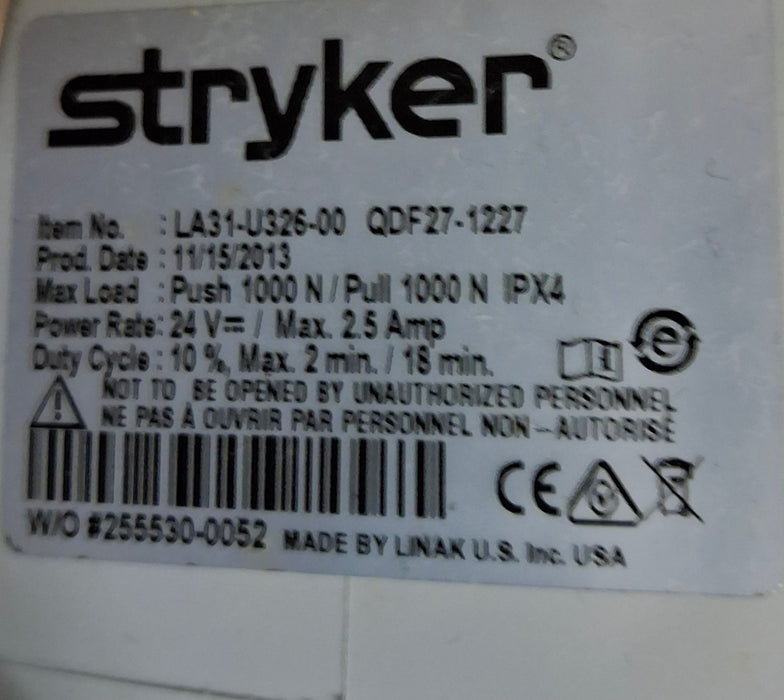 stryker®
Item No. : LA31-U326-00 QDF27-1227
Prod. Date : 11/15/2013
Max Load : Push 1000 N / Pull 1000 N IPX4
Power Rate: 24 V⎓ / Max. 2.5 Amp
Duty Cycle : 10 %, Max. 2 min. / 18 min.
NOT TO BE OPENED BY UNAUTHORIZED PERSONNEL
NE PAS À OUVRIR PAR PERSONNEL NON-AUTORISÉ
CE
W/O #255530-0052 MADE BY LINAK U.S. Inc. USA